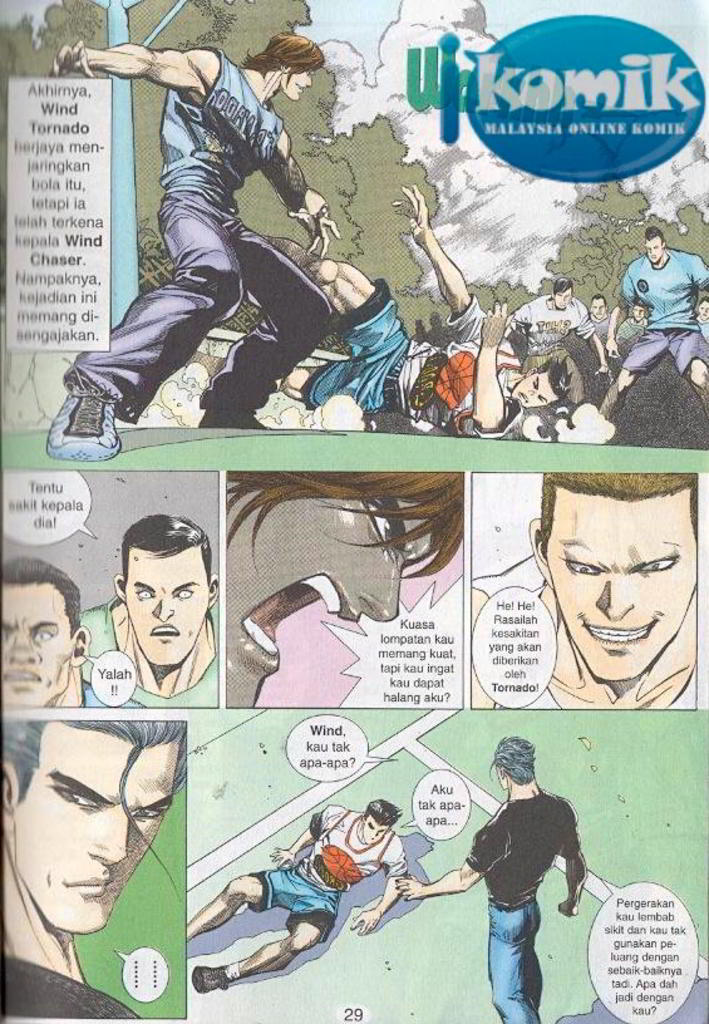 komik
MALAYSIA ONLINE KOMIK
Akhirnya,
Wind
Tornado
berjaya men-
jaringkan
bola itu,
tetapi ia
telah terkena
kepala Wind
Chaser.
Nampaknya,
kejadian ini
memang di-
sengajakan.
Tentu
sakit kepala
dia!
Yalah
!!
Kuasa
lompatan kau
memang kuat,
tapi kau ingat
kau dapat
halang aku?
He! He!
Rasailah
kesakitan
yang akan
diberikan
oleh
Tornado!
Wind,
kau tak
apa-apa?
Aku
tak apa-
apa...
Pergerakan
kau lembab
sikit dan kau tak
gunakan pe-
luang dengan
sebaik-baiknya
tadi. Apa dah
jadi dengan
kau?
29